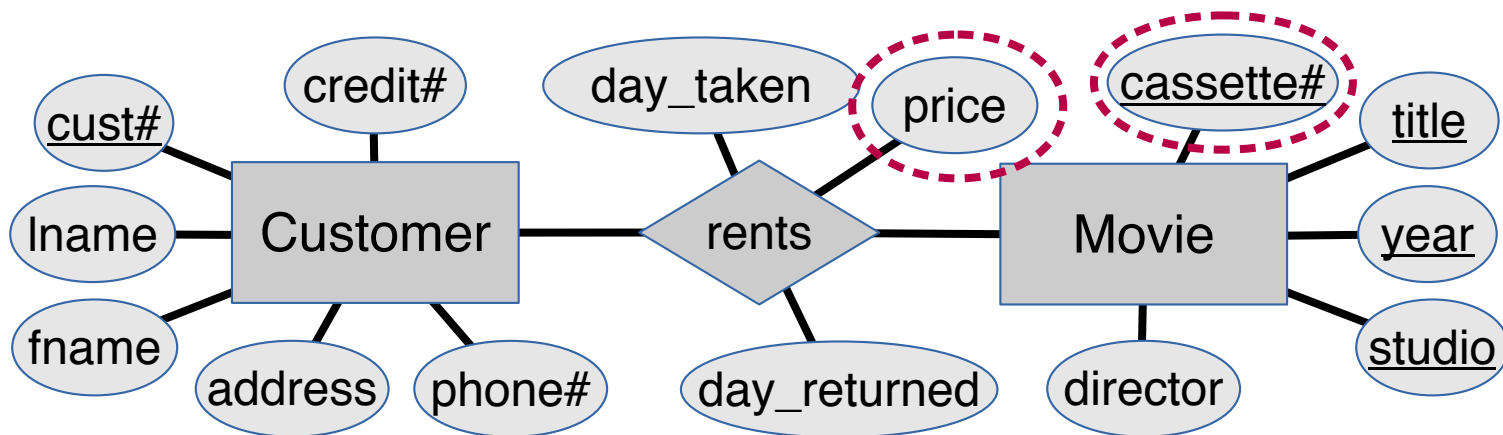 credit#
day_taken
price
cassette#
cust#
title
lname
Customer
rents
Movie
year
fname
address
phone#
day_returned
director
studio